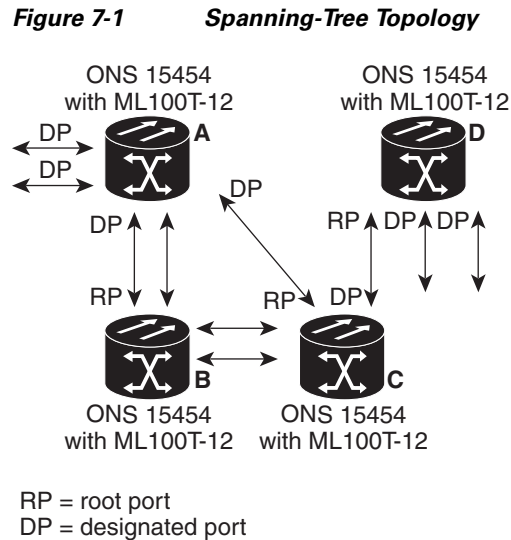 Figure 7-1 Spanning-Tree Topology
ONS 15454
with ML100T-12
ONS 15454
with ML100T-12
DP
A
D
DP
DP
DP
RP
DP
DP
RP
RP
DP
B
C
ONS 15454
with ML100T-12
ONS 15454
with ML100T-12
RP = root port
DP = designated port